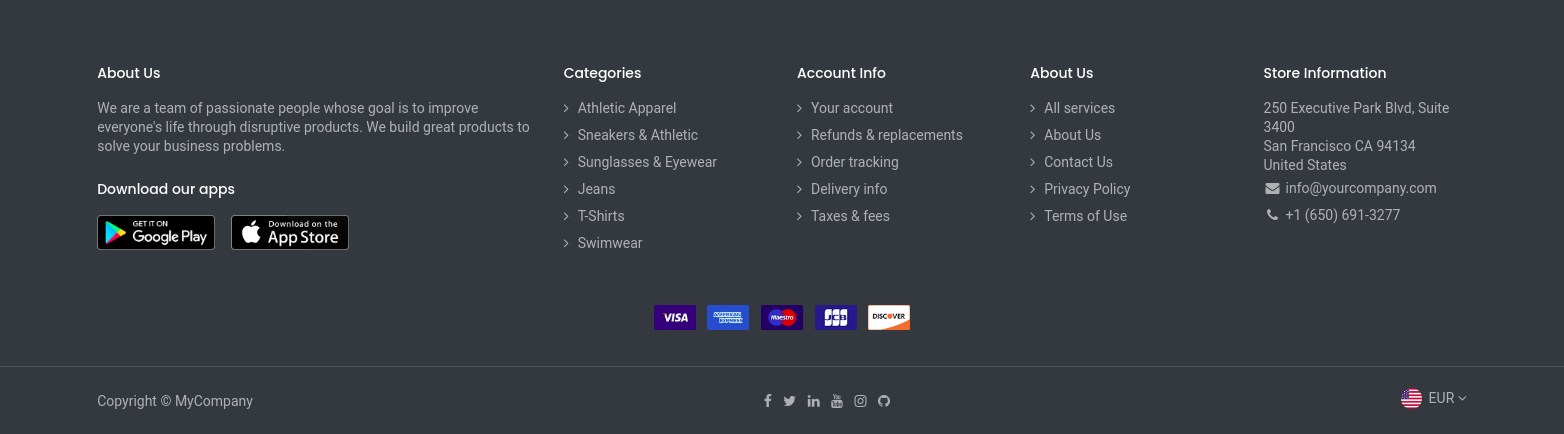 About Us
We are a team of passionate people whose goal is to improve
everyone's life through disruptive products. We build great products to
solve your business problems.
Download our apps
GET IT ON
Google Play
Download on the
App Store
Categories
Athletic Apparel
Sneakers & Athletic
Sunglasses & Eyewear
Jeans
T-Shirts
Swimwear
Account Info
Your account
Refunds & replacements
Order tracking
Delivery info
Taxes & fees
About Us
All services
About Us
Contact Us
Privacy Policy
Terms of Use
Store Information
250 Executive Park Blvd, Suite
3400
San Francisco CA 94134
United States
info@yourcompany.com
+1 (650) 691-3277
VISA
AMERICAN
EXPRESS
Maestro
JCB
DISCOVER
Copyright © MyCompany
You
Tube
EUR